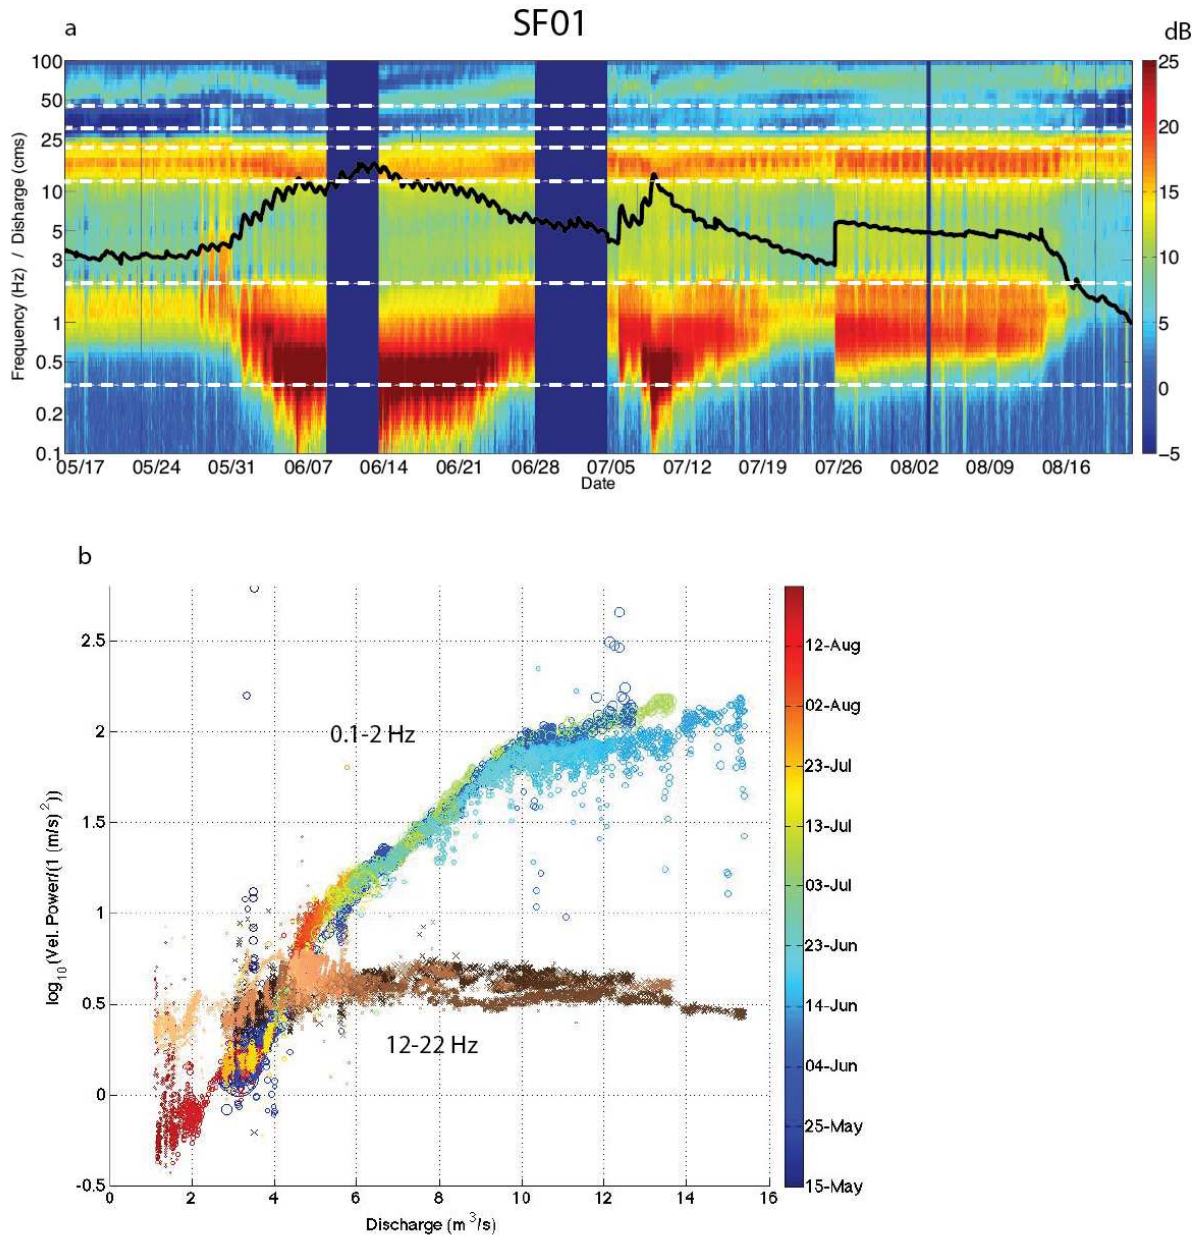 SF01
a
dB
Frequency (Hz) / Disharge (cms)
100
50
25
10
5
3
1
0.5
0.2
0.1
25
20
15
10
5
0
−5
05/17 05/24 05/31 06/07 06/14 06/21 06/28 07/05 07/12 07/19 07/26 08/02 08/09 08/16
Date
b
log10(Vel. Power/(1 (m/s)2))
2.5
2
1.5
1
0.5
0
-0.5
0.1-2 Hz
12-22 Hz
0 2 4 6 8 10 12 14 16
Discharge (m3/s)
12-Aug
02-Aug
23-Jul
13-Jul
03-Jul
23-Jun
14-Jun
04-Jun
25-May
15-May